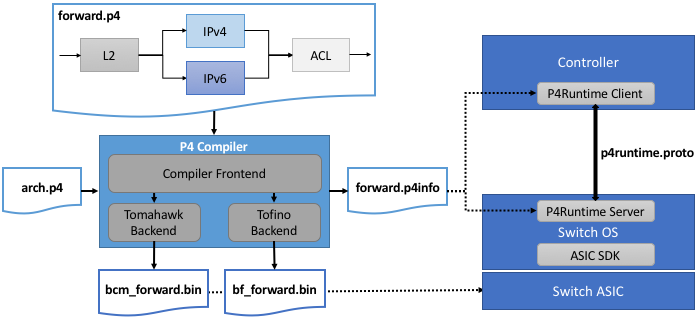 forward.p4
L2
IPv4
IPv6
ACL
Controller
P4Runtime Client
p4runtime.proto
P4 Compiler
Compiler Frontend
arch.p4
forward.p4info
Tomahawk
Backend
Tofino
Backend
P4Runtime Server
Switch OS
ASIC SDK
bcm_forward.bin
bf_forward.bin
Switch ASIC